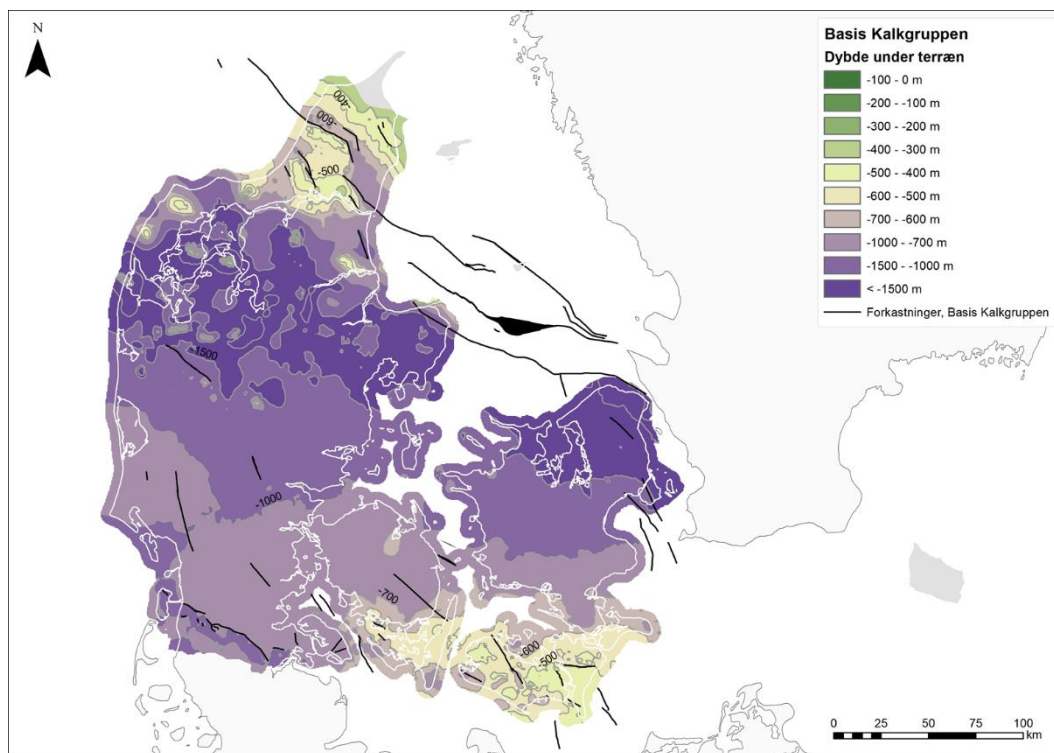 N
Basis Kalkgruppen
Dybde under terræn
-100 - 0 m
-200 - -100 m
-300 - -200 m
-400 - -300 m
-500 - -400 m
-600 - -500 m
-700 - -600 m
-1000 - -700 m
-1500 - -1000 m
< -1500 m
Forkastninger, Basis Kalkgruppen
-400
-600
-500
-1500
-1000
-700
-600
-500
0 12.5 25 50 75 100
km